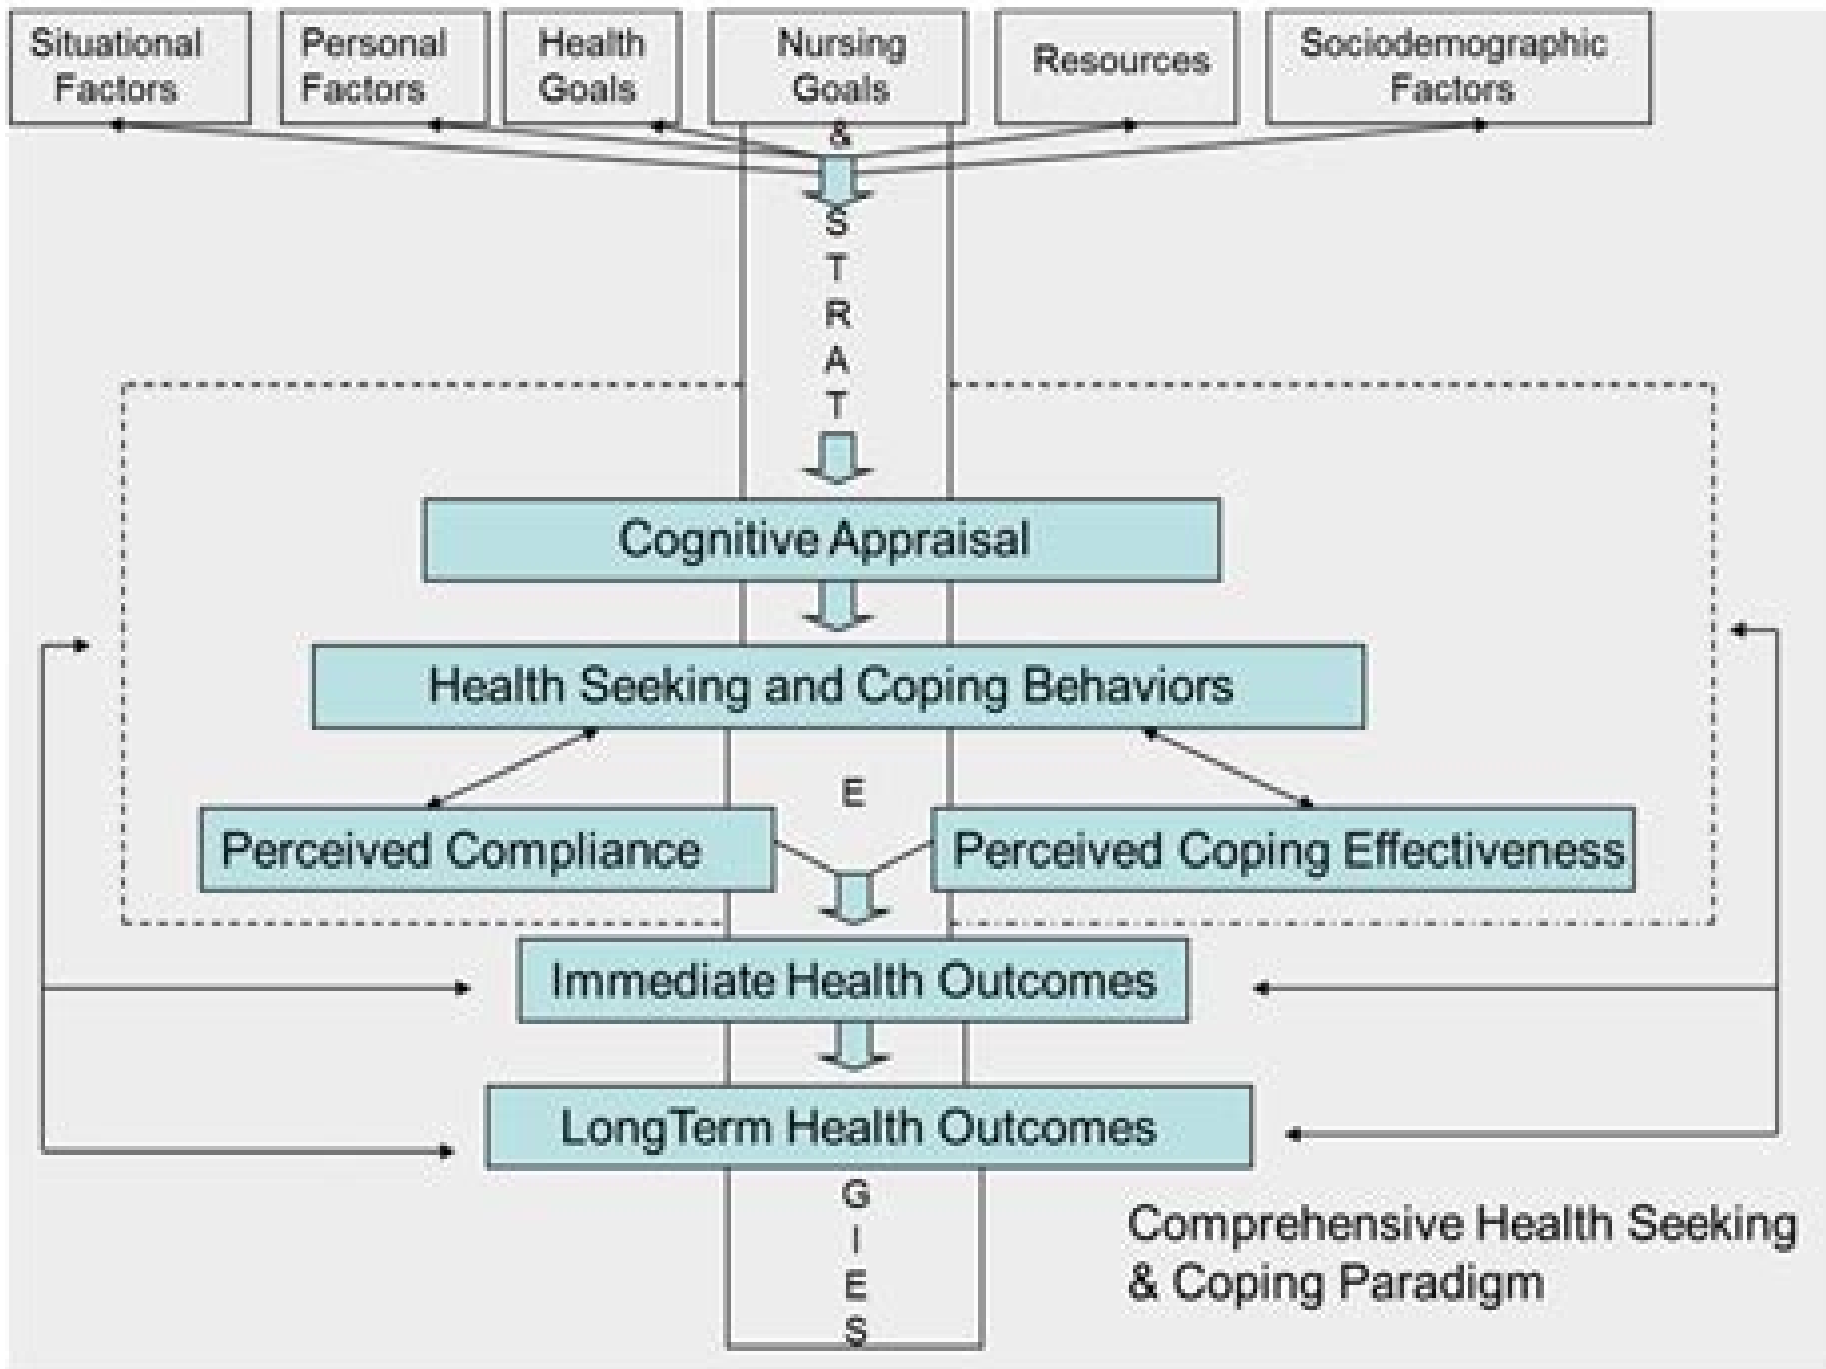 Situational
Factors
Personal
Factors
Health
Goals
Nursing
Goals
Resources
Sociodemographic
Factors
&
S
T
R
A
T
Cognitive Appraisal
Health Seeking and Coping Behaviors
E
Perceived Compliance
Perceived Coping Effectiveness
Immediate Health Outcomes
LongTerm Health Outcomes
G
I
E
S
Comprehensive Health Seeking
& Coping Paradigm